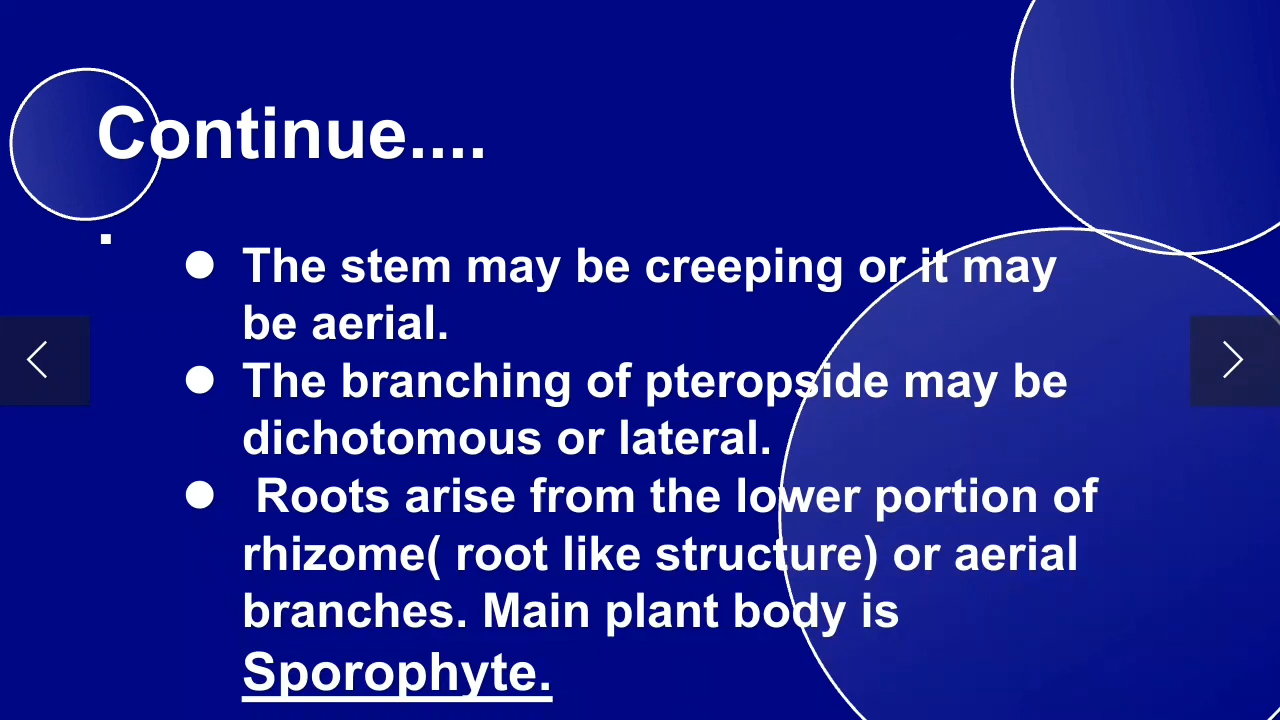 Continue....
● The stem may be creeping or it may
be aerial.
● The branching of pteropside may be
dichotomous or lateral.
● Roots arise from the lower portion of
rhizome( root like structure) or aerial
branches. Main plant body is
Sporophyte.